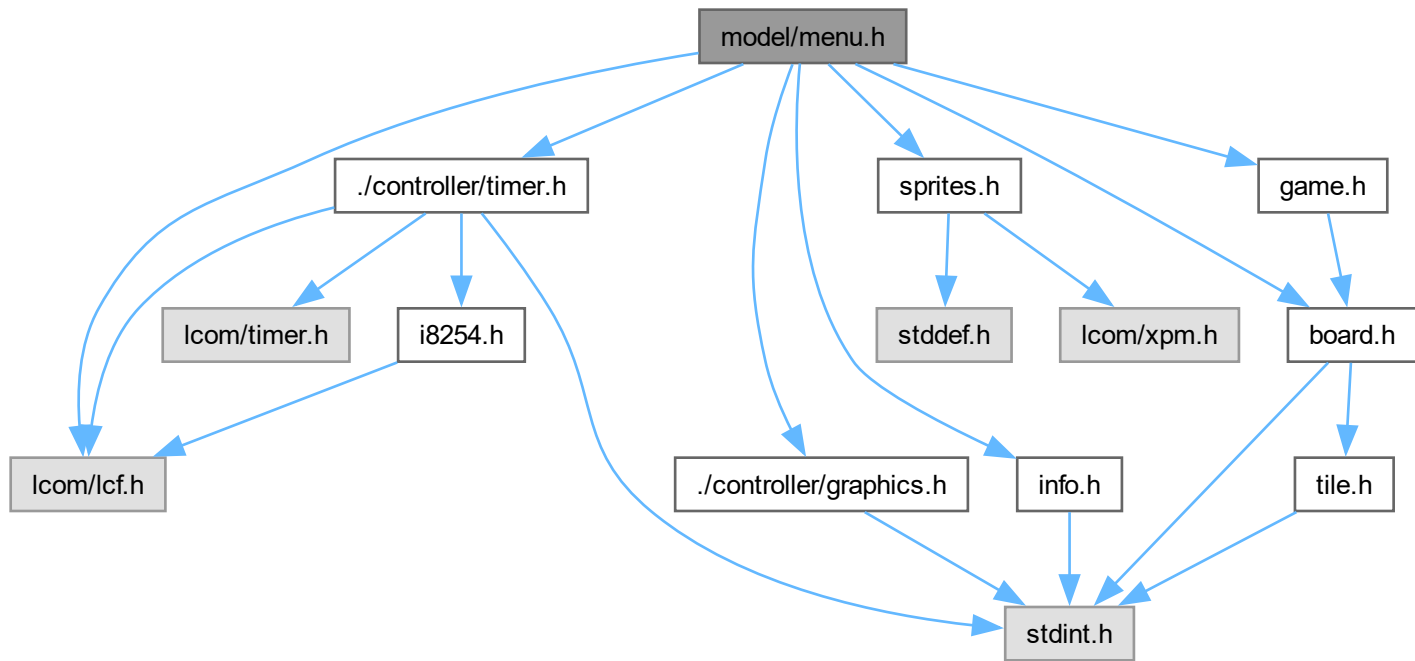 model/menu.h
./controller/timer.h
sprites.h
game.h
lcom/timer.h
i8254.h
stddef.h
lcom/xpm.h
board.h
lcom/lcf.h
./controller/graphics.h
info.h
tile.h
stdint.h